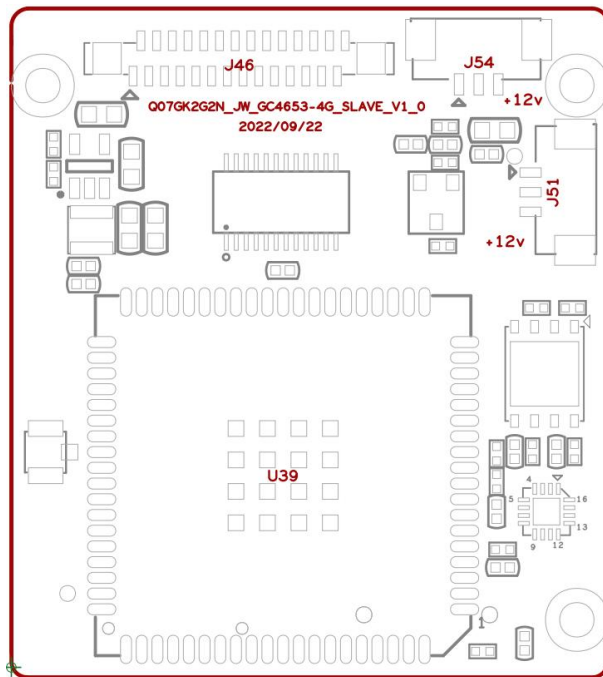 J46
J54
+12v
Q07GK2G2N_JW_GC4653-4G_SLAVE_V1_0
2022/09/22
J51
+12v
U39
4
5
16
13
9
12
1